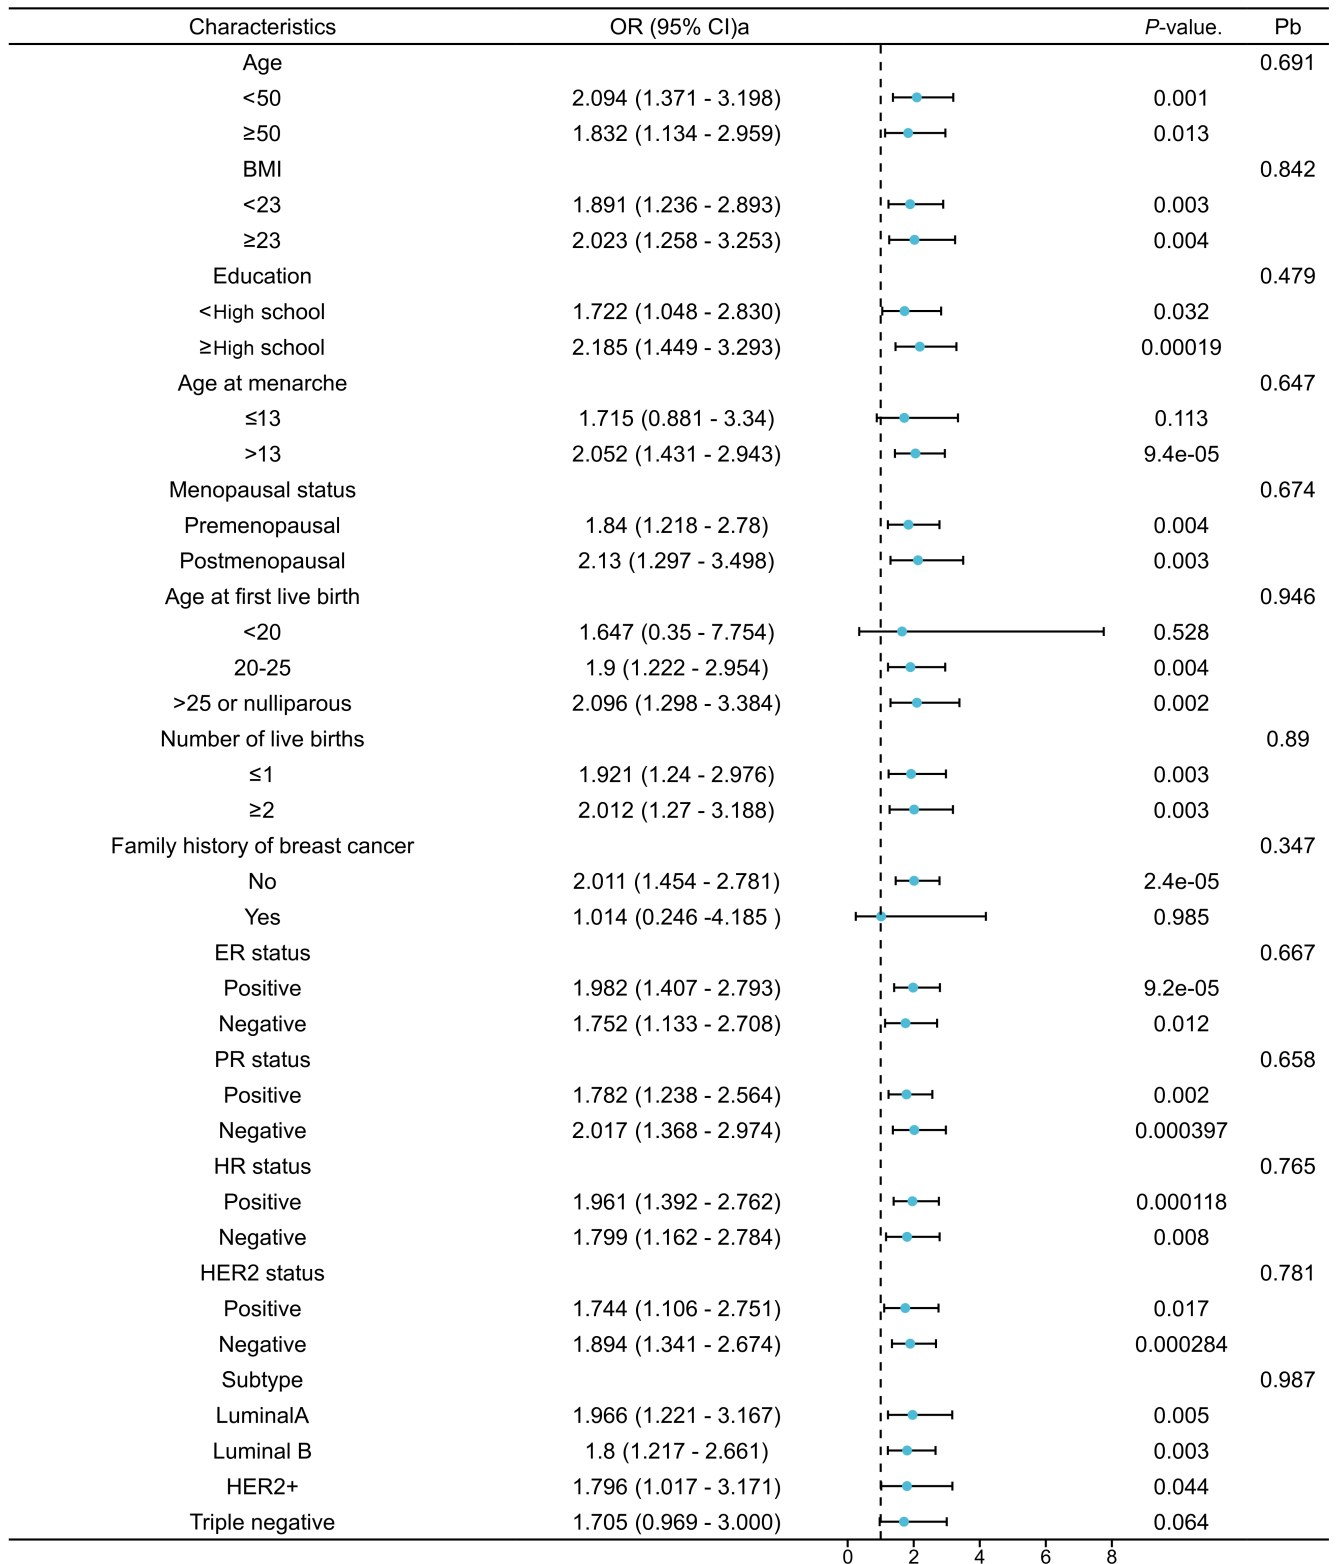 Characteristics OR (95% CI)a P-value. Pb
Age 0.691
<50 2.094 (1.371 - 3.198) 0.001
≥50 1.832 (1.134 - 2.959) 0.013
BMI 0.842
<23 1.891 (1.236 - 2.893) 0.003
≥23 2.023 (1.258 - 3.253) 0.004
Education 0.479
<High school 1.722 (1.048 - 2.830) 0.032
≥High school 2.185 (1.449 - 3.293) 0.00019
Age at menarche 0.647
≤13 1.715 (0.881 - 3.34) 0.113
>13 2.052 (1.431 - 2.943) 9.4e-05
Menopausal status 0.674
Premenopausal 1.84 (1.218 - 2.78) 0.004
Postmenopausal 2.13 (1.297 - 3.498) 0.003
Age at first live birth 0.946
<20 1.647 (0.35 - 7.754) 0.528
20-25 1.9 (1.222 - 2.954) 0.004
>25 or nulliparous 2.096 (1.298 - 3.384) 0.002
Number of live births 0.89
≤1 1.921 (1.24 - 2.976) 0.003
≥2 2.012 (1.27 - 3.188) 0.003
Family history of breast cancer 0.347
No 2.011 (1.454 - 2.781) 2.4e-05
Yes 1.014 (0.246 -4.185 ) 0.985
ER status 0.667
Positive 1.982 (1.407 - 2.793) 9.2e-05
Negative 1.752 (1.133 - 2.708) 0.012
PR status 0.658
Positive 1.782 (1.238 - 2.564) 0.002
Negative 2.017 (1.368 - 2.974) 0.000397
HR status 0.765
Positive 1.961 (1.392 - 2.762) 0.000118
Negative 1.799 (1.162 - 2.784) 0.008
HER2 status 0.781
Positive 1.744 (1.106 - 2.751) 0.017
Negative 1.894 (1.341 - 2.674) 0.000284
Subtype 0.987
LuminalA 1.966 (1.221 - 3.167) 0.005
Luminal B 1.8 (1.217 - 2.661) 0.003
HER2+ 1.796 (1.017 - 3.171) 0.044
Triple negative 1.705 (0.969 - 3.000) 0.064
0 2 4 6 8